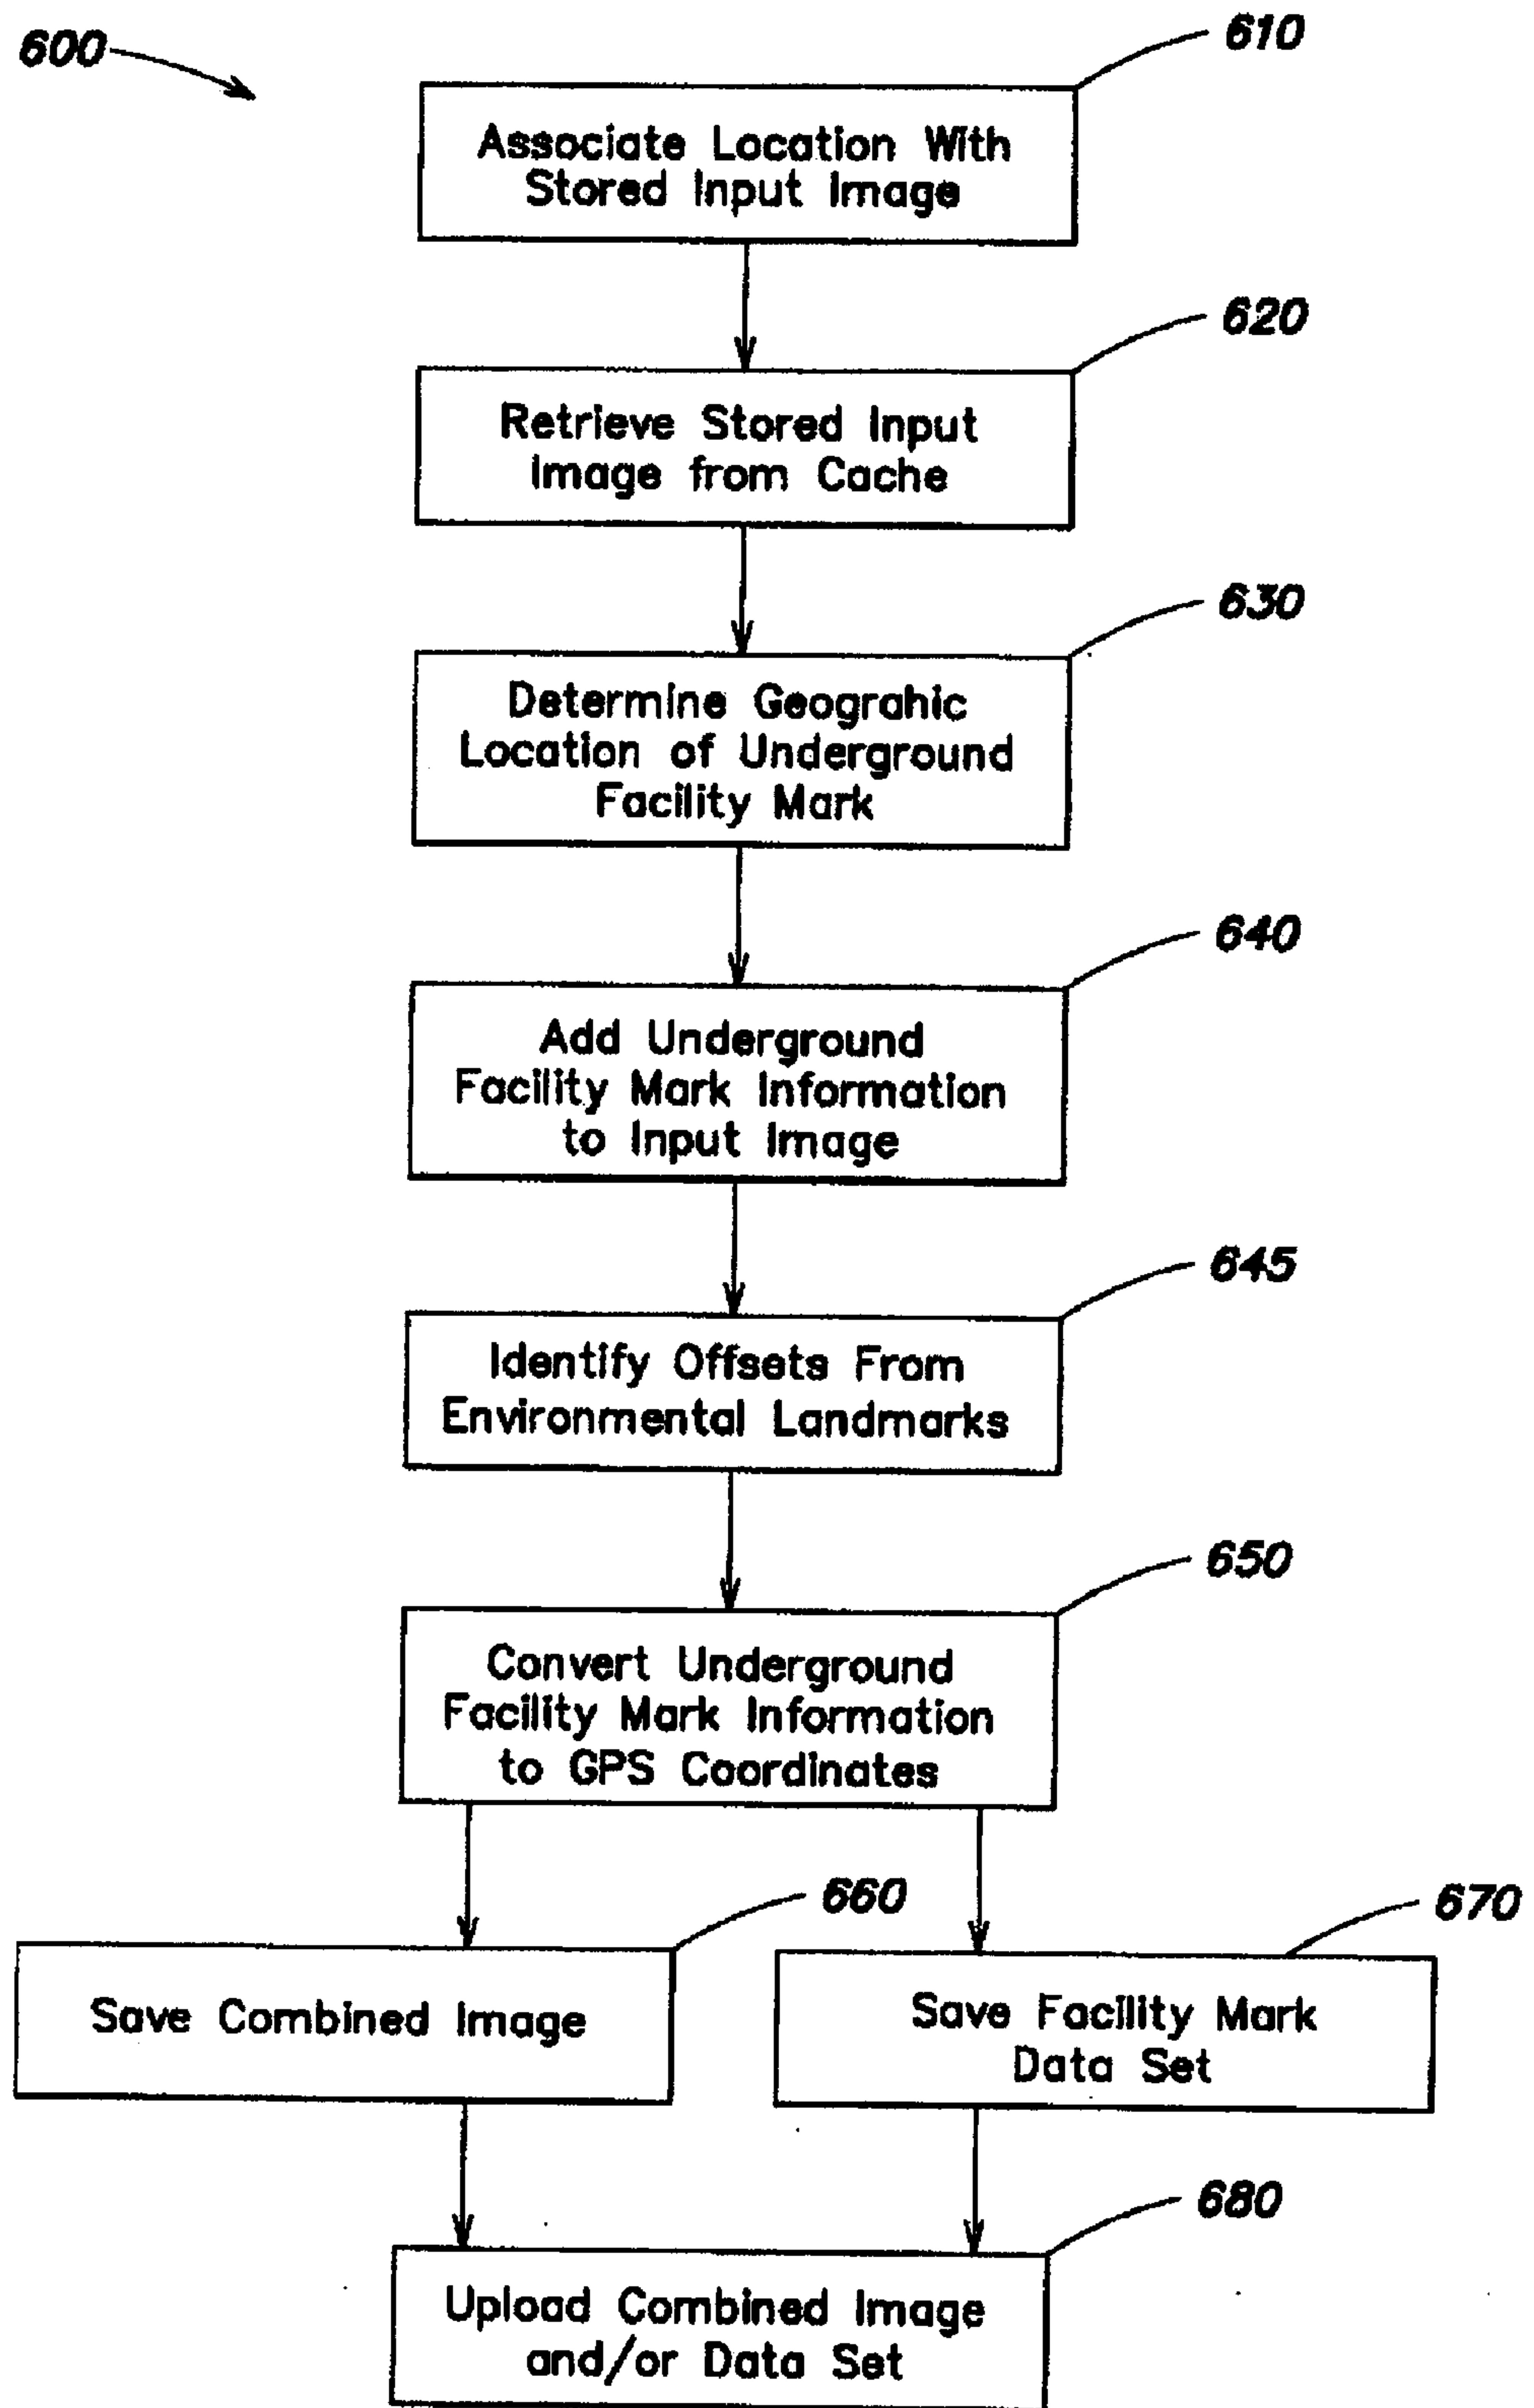 600
610
Associate Location With
Stored Input Image
620
Retrieve Stored Input
Image from Cache
630
Determine Geograhic
Location of Underground
Facility Mark
640
Add Underground
Facility Mark Information
to Input Image
645
Identify Offsets From
Environmental Landmarks
650
Convert Underground
Facility Mark Information
to GPS Coordinates
660
Save Combined Image
670
Save Facility Mark
Data Set
680
Upload Combined Image
and/or Data Set